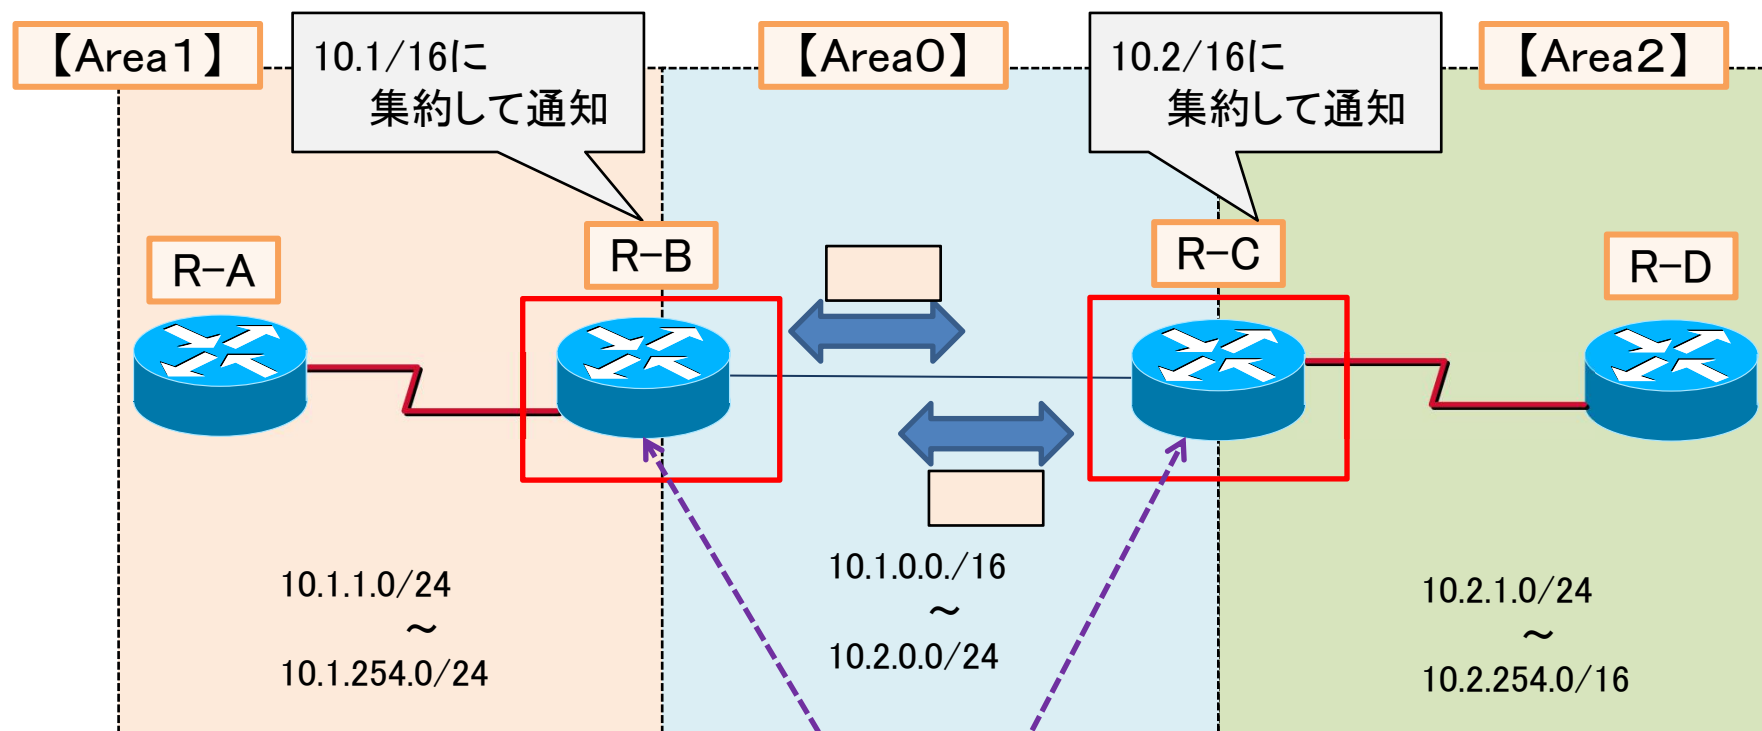 【Area1】
10.1/16に
集約して通知
【Area0】
10.2/16に
集約して通知
【Area2】
R-A
R-B
R-C
R-D
10.1.1.0/24
～
10.1.254.0/24
10.1.0.0./16
～
10.2.0.0/24
10.2.1.0/24
～
10.2.254.0/16